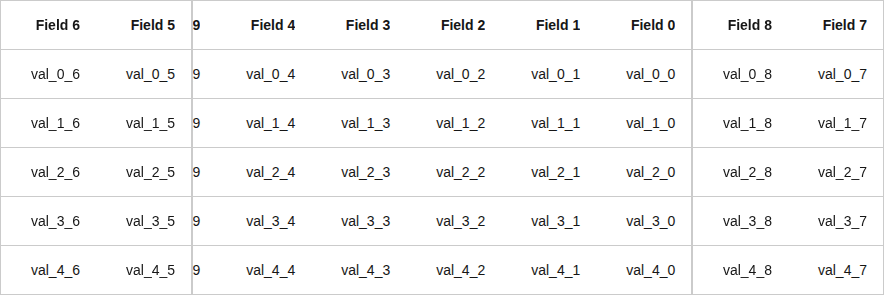 Field 6 Field 5 9 Field 4 Field 3 Field 2 Field 1 Field 0 Field 8 Field 7
val_0_6 val_0_5 9 val_0_4 val_0_3 val_0_2 val_0_1 val_0_0 val_0_8 val_0_7
val_1_6 val_1_5 9 val_1_4 val_1_3 val_1_2 val_1_1 val_1_0 val_1_8 val_1_7
val_2_6 val_2_5 9 val_2_4 val_2_3 val_2_2 val_2_1 val_2_0 val_2_8 val_2_7
val_3_6 val_3_5 9 val_3_4 val_3_3 val_3_2 val_3_1 val_3_0 val_3_8 val_3_7
val_4_6 val_4_5 9 val_4_4 val_4_3 val_4_2 val_4_1 val_4_0 val_4_8 val_4_7